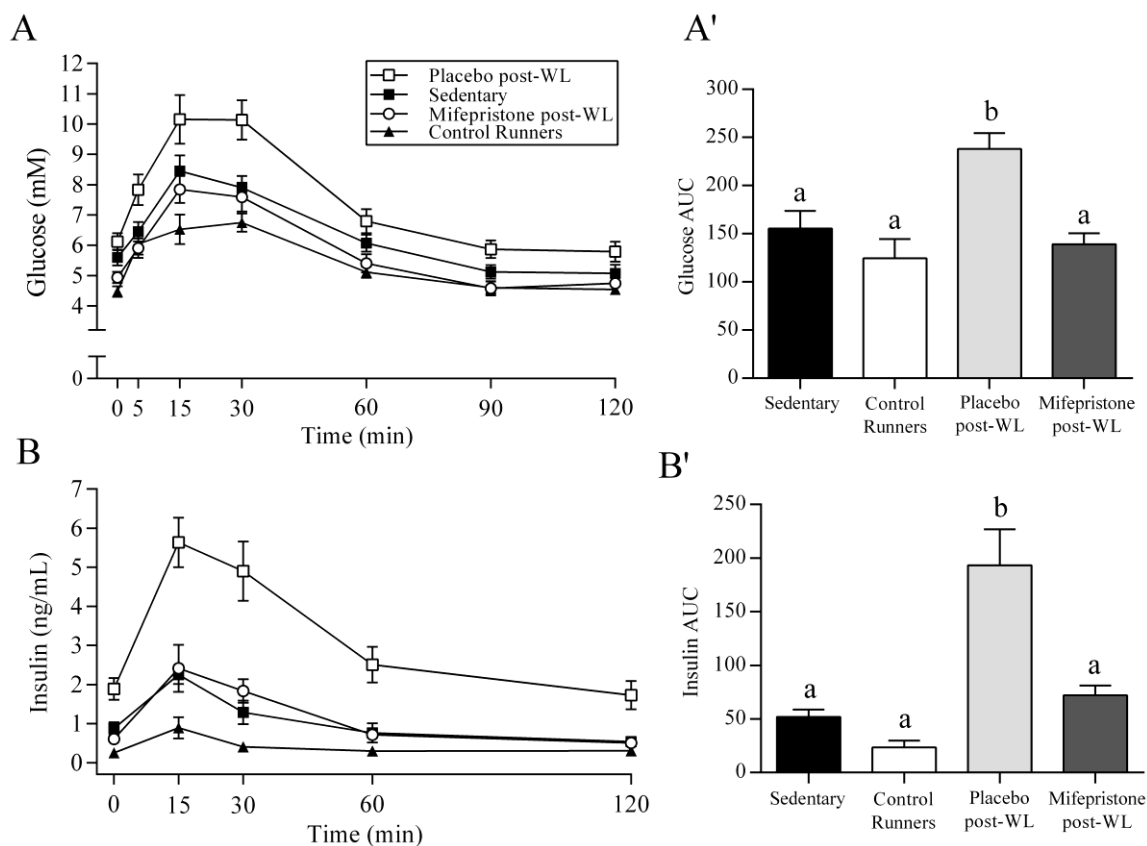 A
12
11
10
9
8
7
6
5
4
0
Glucose (mM)
Placebo post-WL
Sedentary
Mifepristone post-WL
Control Runners
0 5 15 30 60 90 120
Time (min)
A'
300
250
200
150
100
50
0
Glucose AUC
a
a
b
a
Sedentary
Control
Runners
Placebo
post-WL
Mifepristone
post-WL
B
7
6
5
4
3
2
1
0
Insulin (ng/mL)
0 15 30 60 120
Time (min)
B'
250
200
150
100
50
0
Insulin AUC
a
a
b
a
Sedentary
Control
Runners
Placebo
post-WL
Mifepristone
post-WL